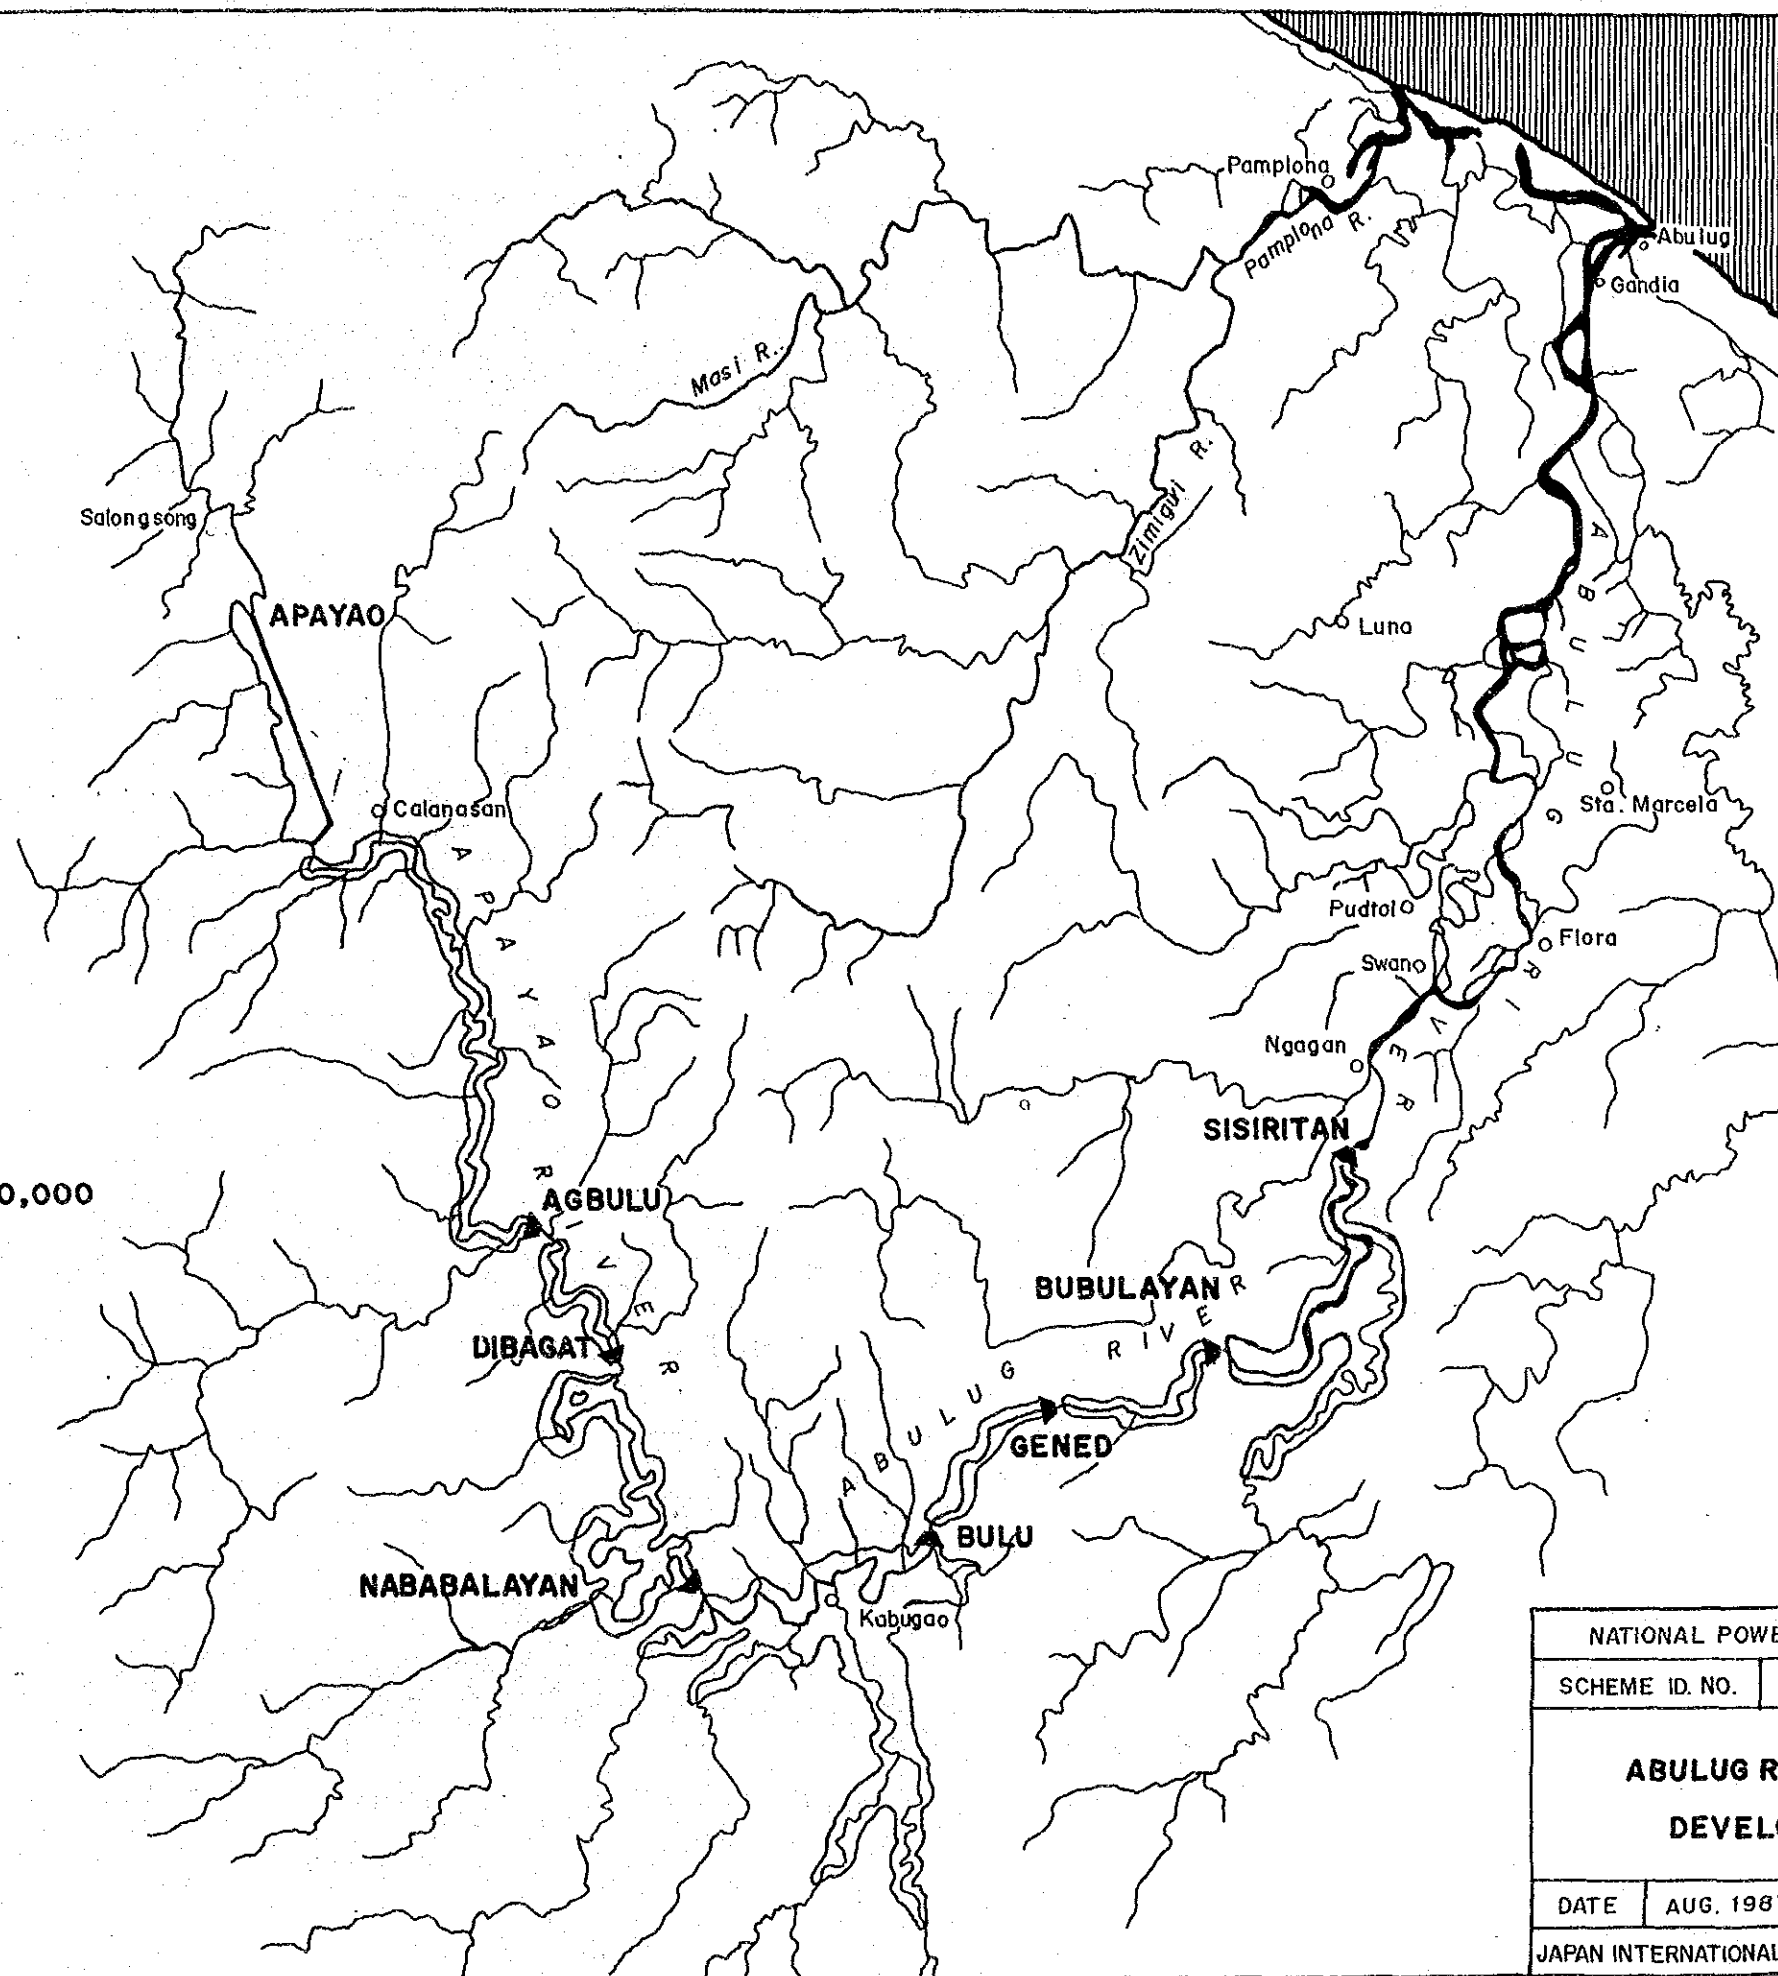 Pamplona
Pamplona R.
Abulug
Gandia
Masi R.
Zimigui R.
Salongsong
APAYAO
Luna
ABULUG RIVER
Calanasan
Sta. Marcela
APAYAO RIVER
Pudtol
Flora
Swan
Ngagan
SISIRITAN
0,000
AGBULU
BUBULAYAN
DIBAGAT
ABULUG RIVER
GENED
BULU
NABABALAYAN
Kabugao
NATIONAL POWE
SCHEME ID. NO.
ABULUG R
DEVEL
DATE AUG. 198
JAPAN INTERNATIONAL